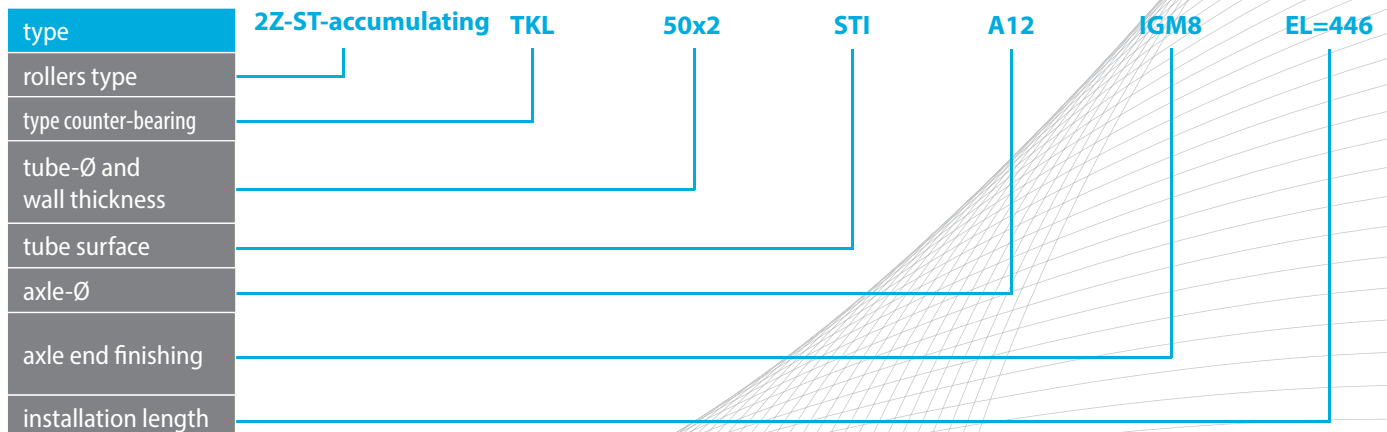 type
2Z-ST-accumulating TKL 50x2 STI A12 IGM8 EL=446
rollers type
type counter-bearing
tube-Ø and
wall thickness
tube surface
axle-Ø
axle end finishing
installation length